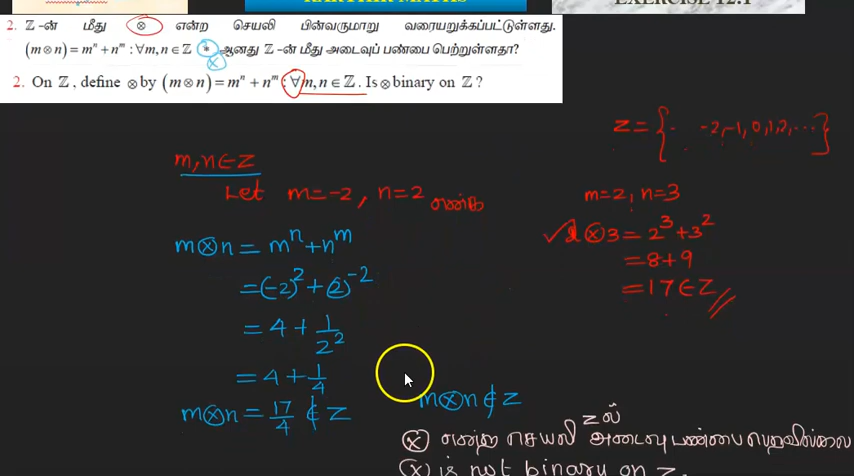 EXERCISE 12.1
2. ℤ-ன் மீது ⊗ என்ற செயலி பின்வருமாறு வரையறுக்கப்பட்டுள்ளது.
(m⊗n) = mⁿ + nᵐ : ∀m, n ∈ ℤ * ஆனது ℤ-ன் மீது அடைவுப் பண்பை பெற்றுள்ளதா?
⊗
2. On ℤ, define ⊗ by (m⊗n) = mⁿ + nᵐ : ∀m, n ∈ ℤ. Is ⊗ binary on ℤ?
Z = {·· -2, -1, 0, 1, 2, ...}
m, n ∈ Z
Let m = -2, n = 2 என்க
m ⊗ n = mⁿ + nᵐ
= (-2)² + (2)⁻²
= 4 + 1/2²
= 4 + 1/4
m ⊗ n = 17/4 ∉ Z
m = 2, n = 3
✓2 ⊗ 3 = 2³ + 3²
= 8 + 9
= 17 ∈ Z //
m ⊗ n ∉ Z
Zல்
⊗ என்ற செயலி அடைவு பண்பை பெறவில்லை
⊗ is not binary on Z.